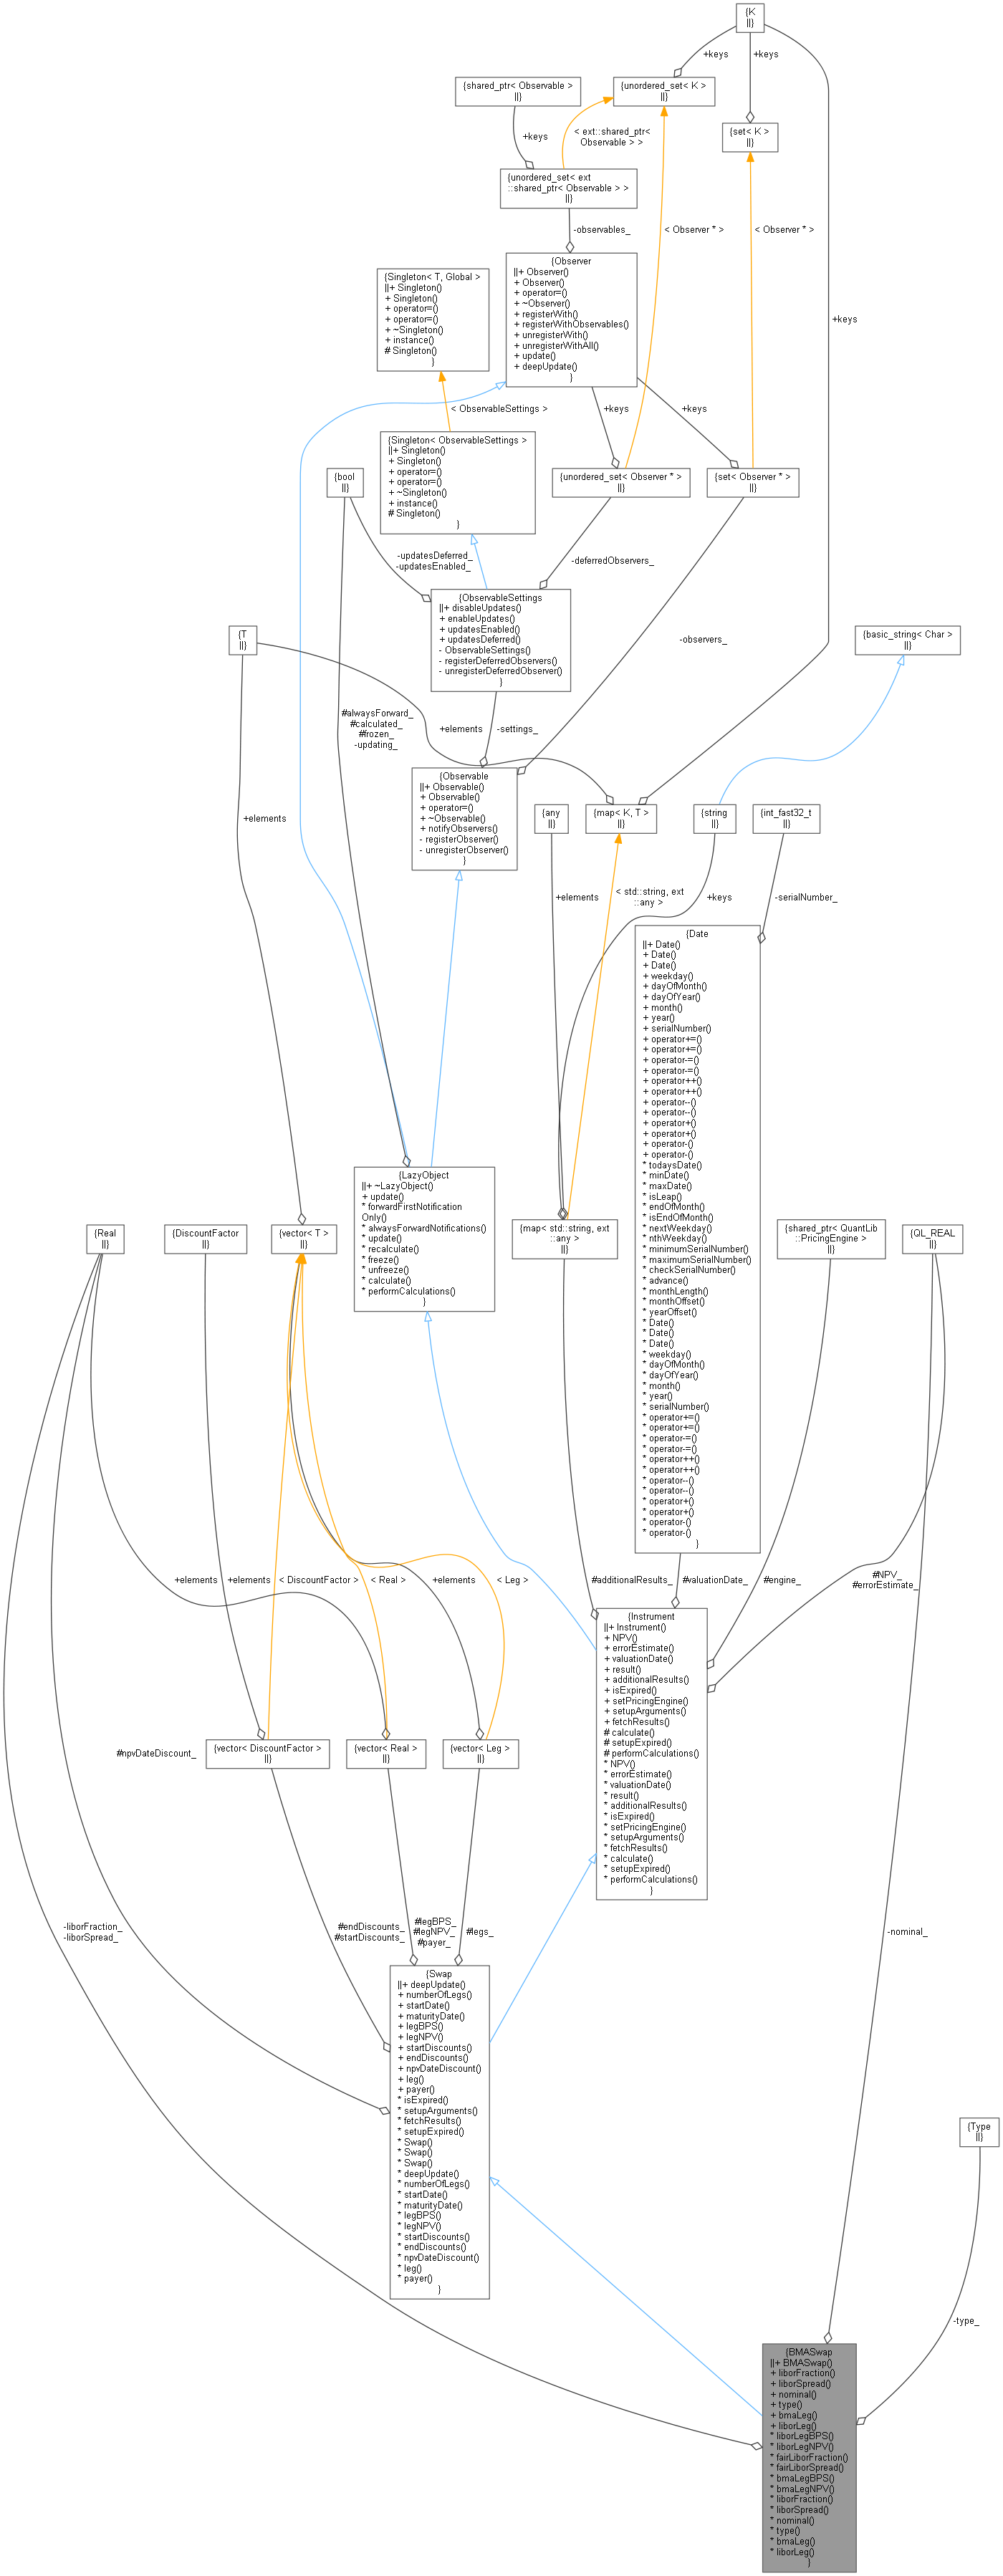 {K
||}
+keys
+keys
{shared_ptr< Observable >
||}
{unordered_set< K >
||}
{set< K >
||}
+keys
< ext::shared_ptr<
Observable > >
{unordered_set< ext
::shared_ptr< Observable > >
||}
-observables_
< Observer * >
< Observer * >
{Observer
||+ Observer()
+ Observer()
+ operator=()
+ ~Observer()
+ registerWith()
+ registerWithObservables()
+ unregisterWith()
+ unregisterWithAll()
+ update()
+ deepUpdate()
}
{Singleton< T, Global >
||+ Singleton()
+ Singleton()
+ operator=()
+ operator=()
+ ~Singleton()
+ instance()
# Singleton()
}
+keys
< ObservableSettings >
+keys
+keys
{Singleton< ObservableSettings >
||+ Singleton()
+ Singleton()
+ operator=()
+ operator=()
+ ~Singleton()
+ instance()
# Singleton()
}
{bool
||}
{unordered_set< Observer * >
||}
{set< Observer * >
||}
-updatesDeferred_
-updatesEnabled_
-deferredObservers_
{ObservableSettings
||+ disableUpdates()
+ enableUpdates()
+ updatesEnabled()
+ updatesDeferred()
- ObservableSettings()
- registerDeferredObservers()
- unregisterDeferredObserver()
}
{T
||}
-observers_
{basic_string< Char >
||}
#alwaysForward_
#calculated_
#frozen_
-updating_
+elements
-settings_
{Observable
||+ Observable()
+ Observable()
+ operator=()
+ ~Observable()
+ notifyObservers()
- registerObserver()
- unregisterObserver()
}
+elements
{any
||}
{map< K, T >
||}
{string
||}
{int_fast32_t
||}
+elements
< std::string, ext
::any >
+keys
-serialNumber_
{Date
||+ Date()
+ Date()
+ Date()
+ weekday()
+ dayOfMonth()
+ dayOfYear()
+ month()
+ year()
+ serialNumber()
+ operator+=()
+ operator+=()
+ operator-=()
+ operator-=()
+ operator++()
+ operator++()
+ operator--()
+ operator--()
+ operator+()
+ operator+()
+ operator-()
+ operator-()
* todaysDate()
* minDate()
* maxDate()
* isLeap()
* endOfMonth()
* isEndOfMonth()
* nextWeekday()
* nthWeekday()
* minimumSerialNumber()
* maximumSerialNumber()
* checkSerialNumber()
* advance()
* monthLength()
* monthOffset()
* yearOffset()
* Date()
* Date()
* Date()
* weekday()
* dayOfMonth()
* dayOfYear()
* month()
* year()
* serialNumber()
* operator+=()
* operator+=()
* operator-=()
* operator-=()
* operator++()
* operator++()
* operator--()
* operator--()
* operator+()
* operator+()
* operator-()
* operator-()
}
{LazyObject
||+ ~LazyObject()
+ update()
* forwardFirstNotification
Only()
* alwaysForwardNotifications()
* update()
* recalculate()
* freeze()
* unfreeze()
* calculate()
* performCalculations()
}
{Real
||}
{DiscountFactor
||}
{vector< T >
||}
{map< std::string, ext
::any >
||}
{shared_ptr< QuantLib
::PricingEngine >
||}
{QL_REAL
||}
+elements
+elements
< DiscountFactor >
< Real >
+elements
< Leg >
#additionalResults_
#valuationDate_
#engine_
#NPV_
#errorEstimate_
{Instrument
||+ Instrument()
+ NPV()
+ errorEstimate()
+ valuationDate()
+ result()
+ additionalResults()
+ isExpired()
+ setPricingEngine()
+ setupArguments()
+ fetchResults()
# calculate()
# setupExpired()
# performCalculations()
* NPV()
* errorEstimate()
* valuationDate()
* result()
* additionalResults()
* isExpired()
* setPricingEngine()
* setupArguments()
* fetchResults()
* calculate()
* setupExpired()
* performCalculations()
}
#npvDateDiscount_
{vector< DiscountFactor >
||}
{vector< Real >
||}
{vector< Leg >
||}
-liborFraction_
-liborSpread_
#endDiscounts_
#startDiscounts_
#legBPS_
#legNPV_
#payer_
#legs_
-nominal_
{Swap
||+ deepUpdate()
+ numberOfLegs()
+ startDate()
+ maturityDate()
+ legBPS()
+ legNPV()
+ startDiscounts()
+ endDiscounts()
+ npvDateDiscount()
+ leg()
+ payer()
* isExpired()
* setupArguments()
* fetchResults()
* setupExpired()
* Swap()
* Swap()
* Swap()
* deepUpdate()
* numberOfLegs()
* startDate()
* maturityDate()
* legBPS()
* legNPV()
* startDiscounts()
* endDiscounts()
* npvDateDiscount()
* leg()
* payer()
}
{Type
||}
-type_
{BMASwap
||+ BMASwap()
+ liborFraction()
+ liborSpread()
+ nominal()
+ type()
+ bmaLeg()
+ liborLeg()
* liborLegBPS()
* liborLegNPV()
* fairLiborFraction()
* fairLiborSpread()
* bmaLegBPS()
* bmaLegNPV()
* liborFraction()
* liborSpread()
* nominal()
* type()
* bmaLeg()
* liborLeg()
}